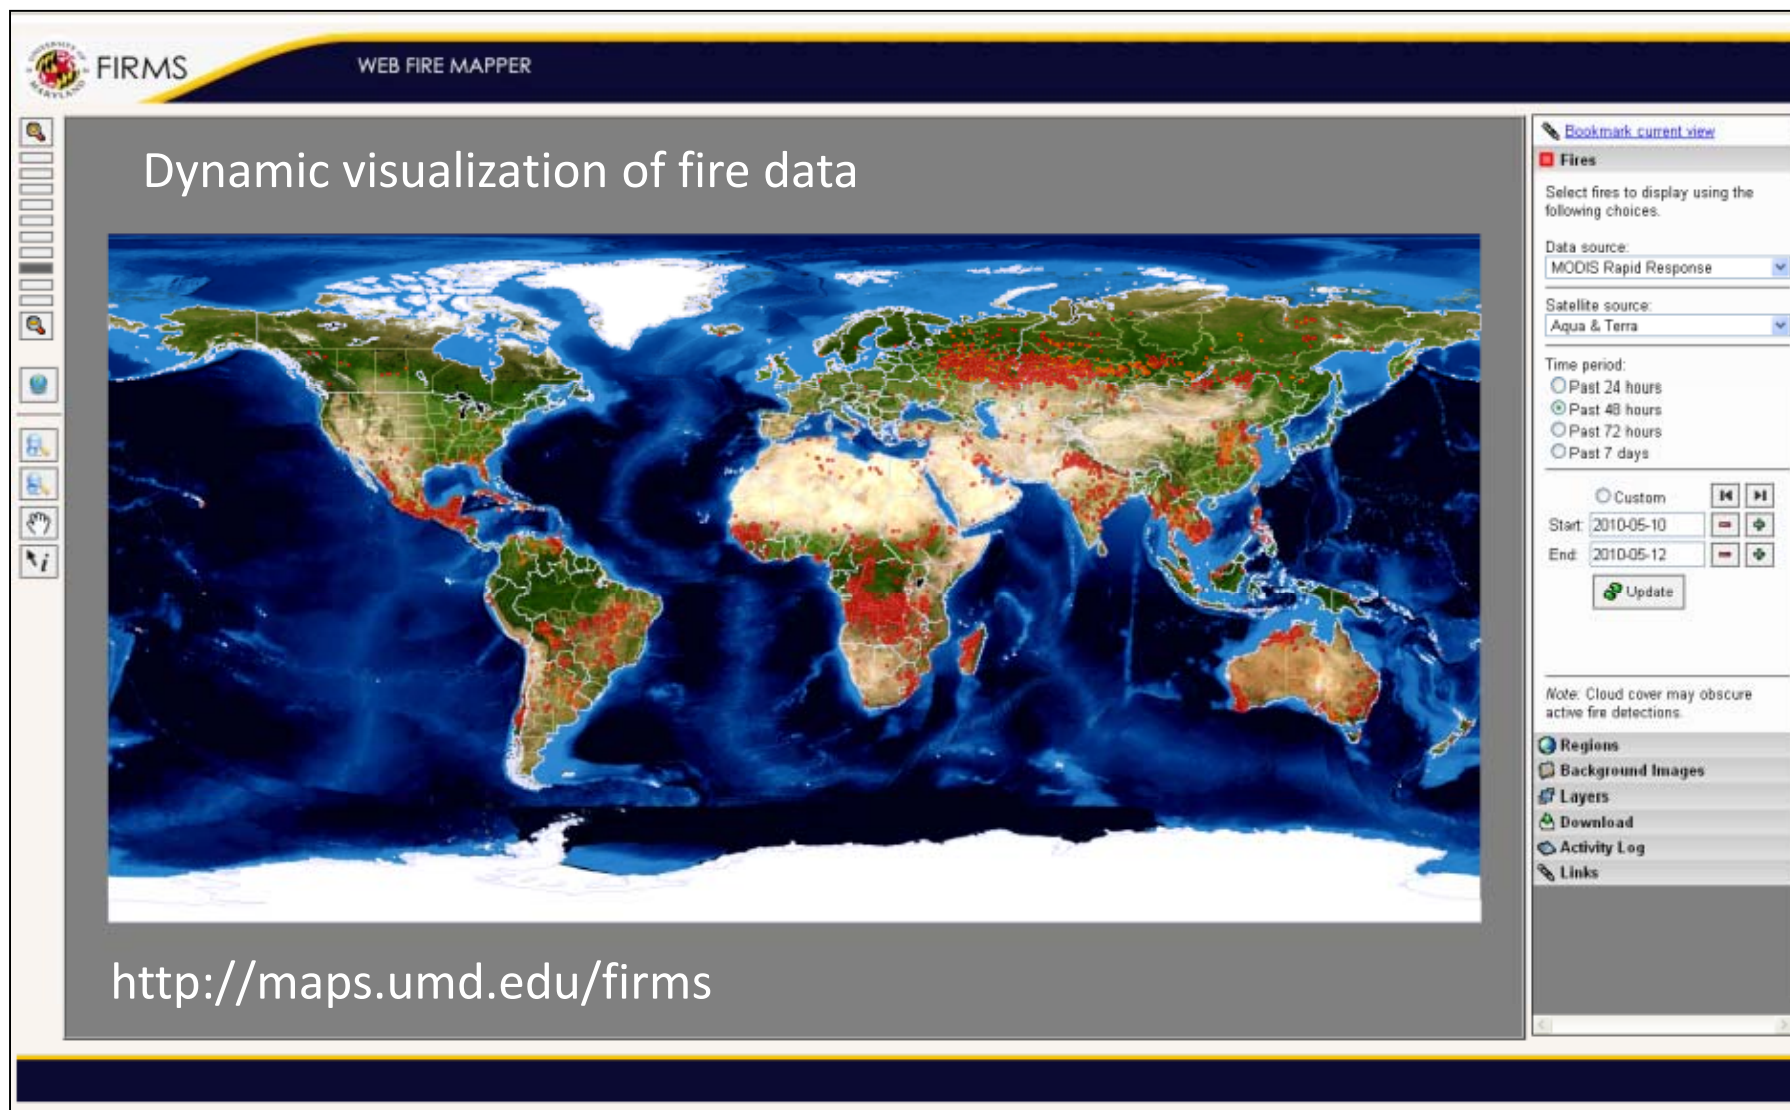 UNIVERSITY OF
MARYLAND
FIRMS
WEB FIRE MAPPER
Dynamic visualization of fire data
http://maps.umd.edu/firms
Bookmark current view
Fires
Select fires to display using the
following choices.
Data source:
MODIS Rapid Response
Satellite source:
Aqua & Terra
Time period:
Past 24 hours
Past 48 hours
Past 72 hours
Past 7 days
Custom
Start: 2010-05-10
End: 2010-05-12
Update
Note: Cloud cover may obscure
active fire detections.
Regions
Background Images
Layers
Download
Activity Log
Links